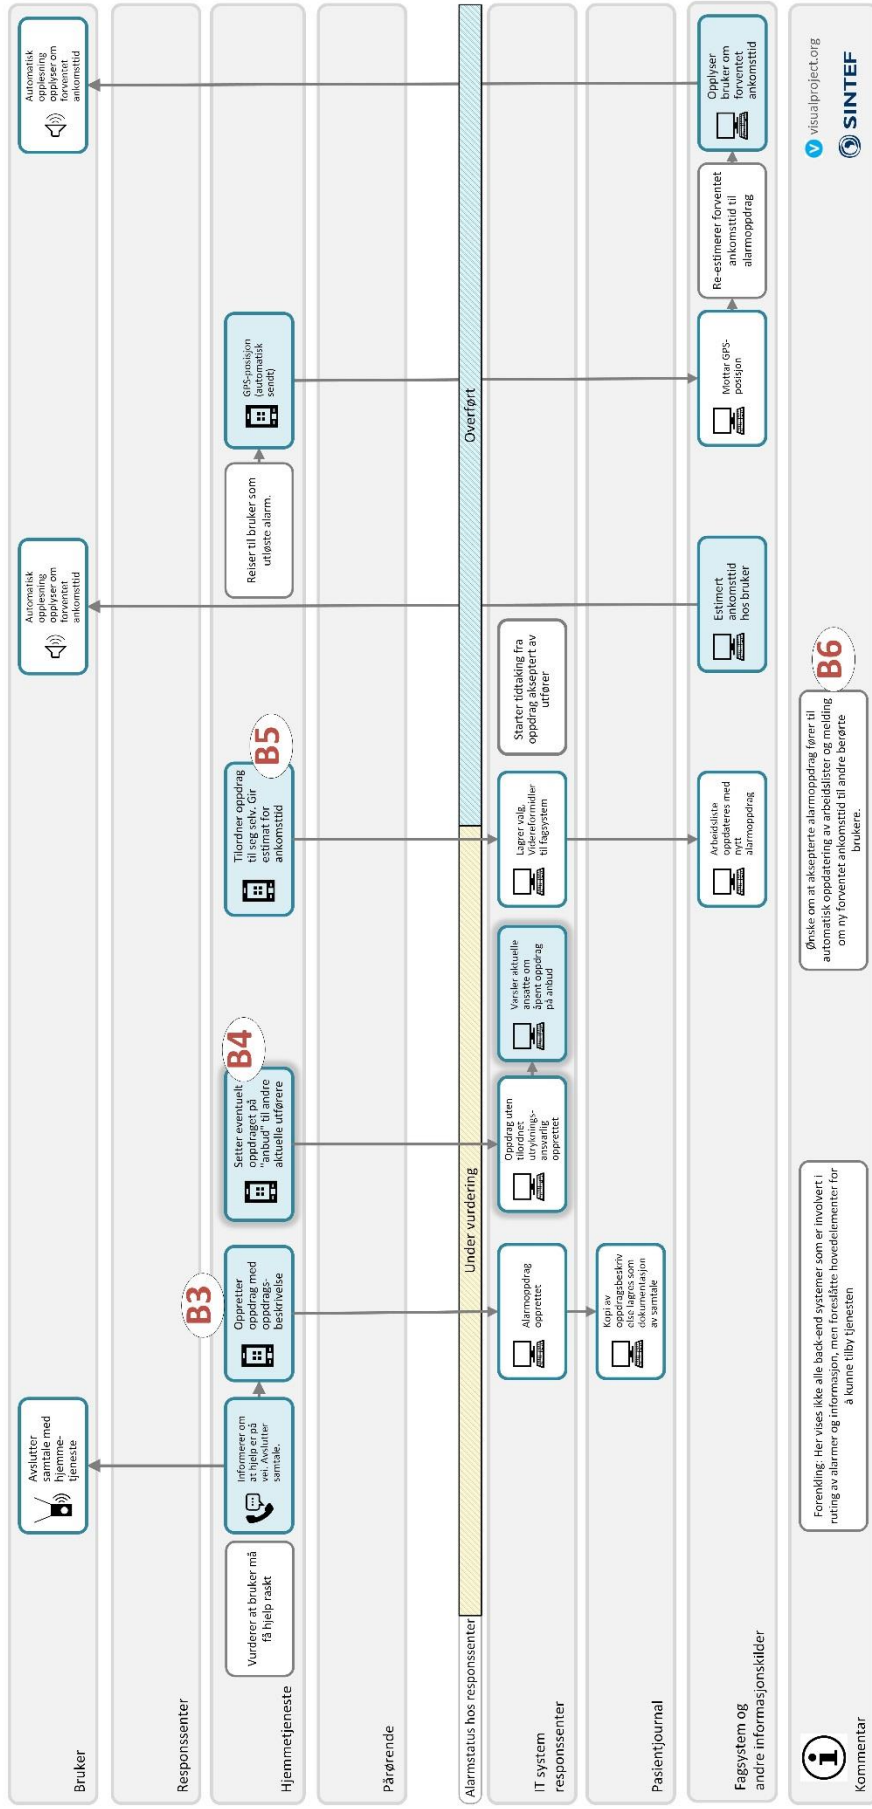 Bruker
Avslutter
samtale med
hjemme-
tjeneste
Automatisk
opplesning
opplyser om
forventet
ankomsttid
Automatisk
opplesning
opplyser om
forventet
ankomsttid
Responssenter
Hjemmetjeneste
Vurderer at bruker må
få hjelp raskt
Informerer om
at hjelp er på
vei. Avslutter
samtale.
B3
Oppretter
oppdrag med
oppdrags-
beskrivelse
B4
Setter eventuelt
oppdraget på
"anbud" til andre
aktuelle utførere
B5
Tilordner oppdrag
til seg selv. Gir
estimat for
ankomsttid
Reiser til bruker som
utløste alarm.
GPS-posisjon
(automatisk
sendt)
Pårørende
Alarmstatus hos responssenter
Under vurdering
Overført
IT system
responssenter
Alarmoppdrag
opprettet
Oppdrag uten
tilordnet
utryknings-
ansvarlig
opprettet
Varsler aktuelle
ansatte om
åpent oppdrag
på anbud
Lagrer valg,
Videreformidler
til fagsystem
Starter tidtaking fra
oppdrag akseptert av
utfører
Pasientjournal
Kopi av
oppdragsbeskriv
else lagres som
dokumentasjon
av samtale
Fagsystem og
andre informasjonskilder
Arbeidsliste
oppdateres med
nytt
alarmoppdrag
Estimert
ankomsttid
hos bruker
Mottar GPS-
posisjon
Re-estimerer forventet
ankomsttid til
alarmoppdrag
Opplyser
bruker om
forventet
ankomsttid
Kommentar
i
Forenkling: Her vises ikke alle back-end systemer som er involvert i
ruting av alarmer og informasjon, men foreslåtte hovedelementer for
å kunne tilby tjenesten
Ønske om at aksepterte alarmoppdrag fører til
automatisk oppdatering av arbeidslister og melding
om ny forventet ankomsttid til andre berørte
brukere.
B6
V visualproject.org
SINTEF